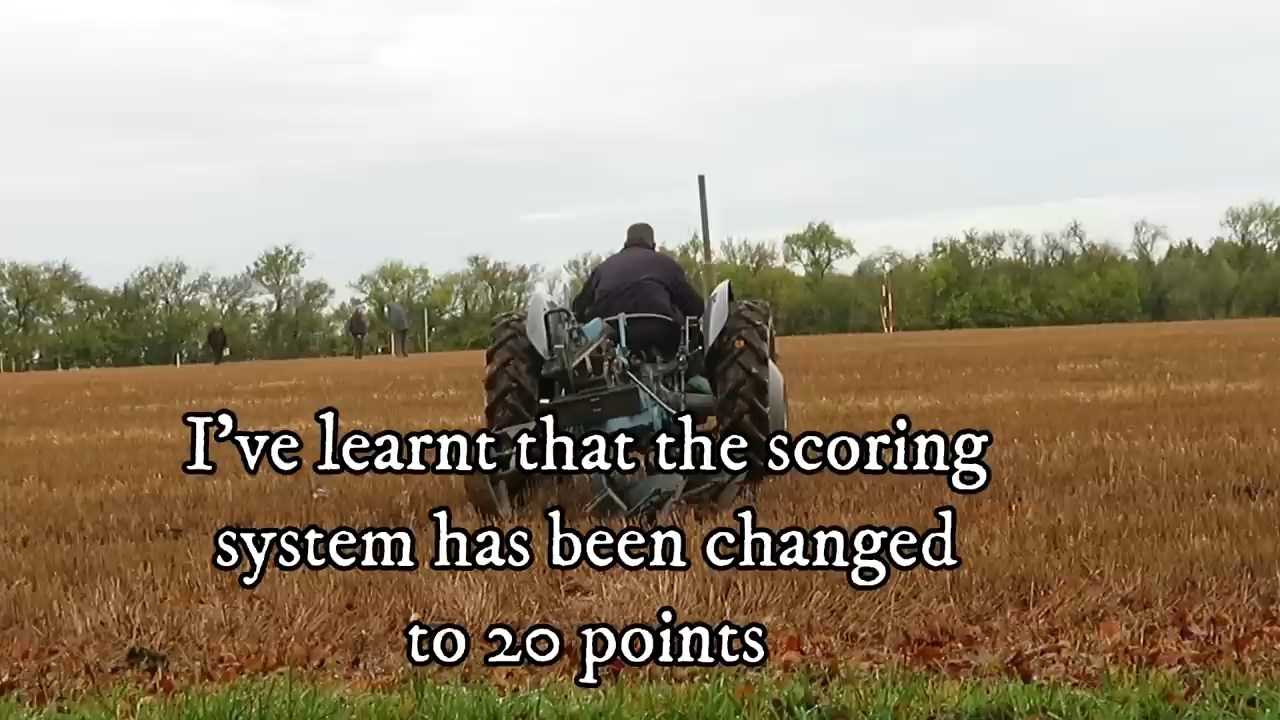 I've learnt that the scoring
system has been changed
to 20 points